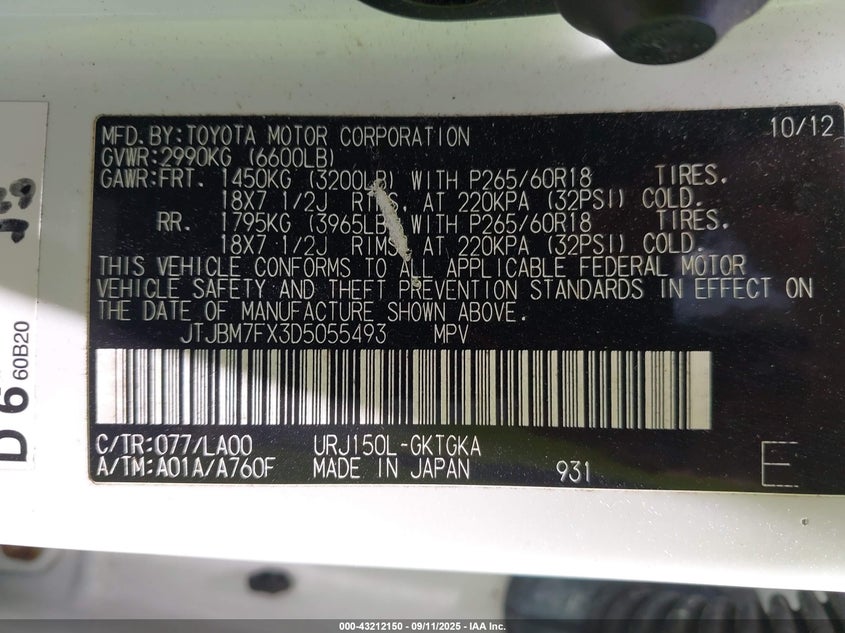 MFD.BY:TOYOTA MOTOR CORPORATION 10/12
GVWR:2990KG (6600LB)
GAWR:FRT. 1450KG (3200LB) WITH P265/60R18 TIRES.
18X7 1/2J RIMS, AT 220KPA (32PSI) COLD.
RR. 1795KG (3965LB) WITH P265/60R18 TIRES.
18X7 1/2J RIMS, AT 220KPA (32PSI) COLD.
THIS VEHICLE CONFORMS TO ALL APPLICABLE FEDERAL MOTOR
VEHICLE SAFETY AND THEFT PREVENTION STANDARDS IN EFFECT ON
THE DATE OF MANUFACTURE SHOWN ABOVE.
JTJBM7FX3D5055493 MPV
C/TR:077/LA00 URJ150L-GKTGKA
A/TM:A01A/A760F MADE IN JAPAN 931 E
D 6
60B20
000-43212150 - 09/11/2025 - IAA Inc.